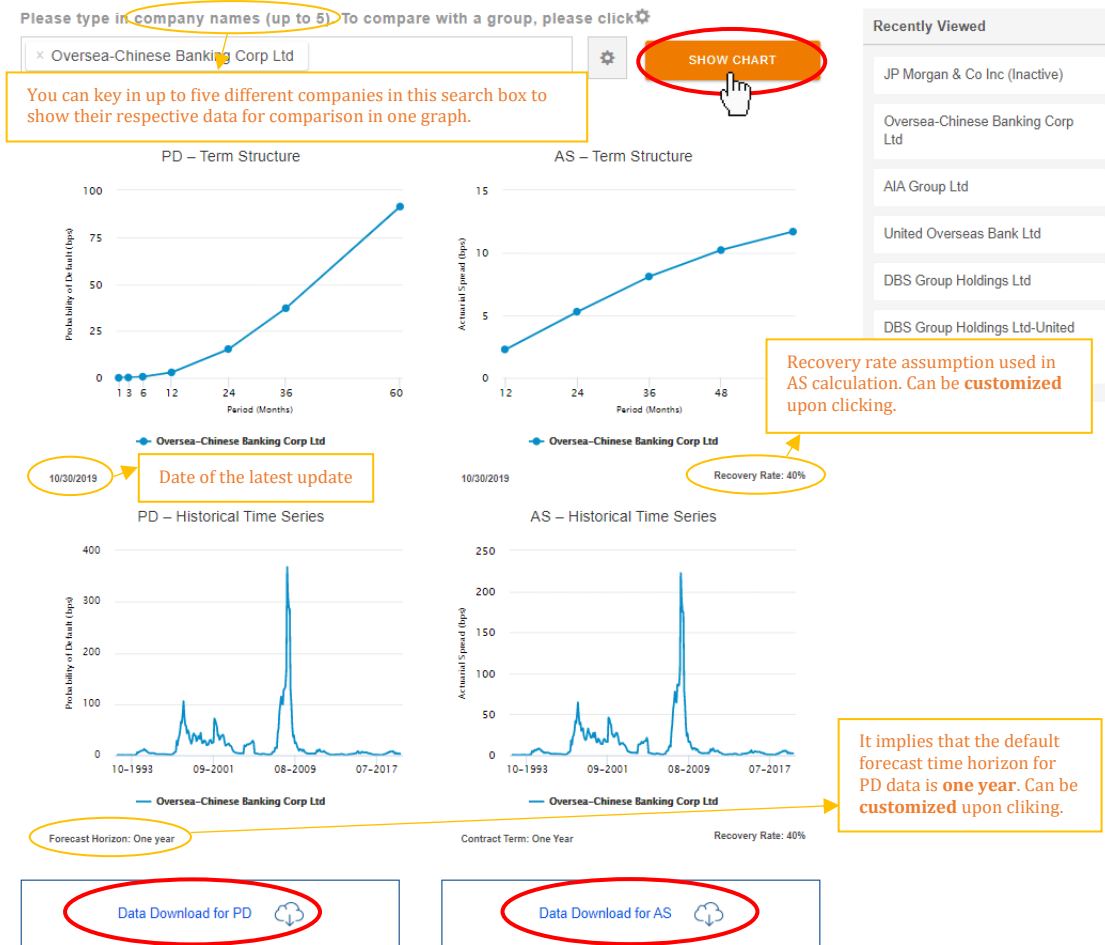 Please type in company names (up to 5). To compare with a group, please click
× Oversea-Chinese Banking Corp Ltd
SHOW CHART
You can key in up to five different companies in this search box to
show their respective data for comparison in one graph.
Recently Viewed
JP Morgan & Co Inc (Inactive)
Oversea-Chinese Banking Corp
Ltd
AIA Group Ltd
United Overseas Bank Ltd
DBS Group Holdings Ltd
DBS Group Holdings Ltd-United
PD – Term Structure
100
75
50
25
0
Probability of Default (bps)
1 3 6 12 24 36 60
Period (Months)
Oversea-Chinese Banking Corp Ltd
10/30/2019
Date of the latest update
AS – Term Structure
15
10
5
0
Actuarial Spread (bps)
12 24 36 48
Period (Months)
Oversea-Chinese Banking Corp Ltd
10/30/2019
Recovery Rate: 40%
Recovery rate assumption used in
AS calculation. Can be customized
upon clicking.
PD – Historical Time Series
400
300
200
100
0
Probability of Default (bps)
10-1993 09-2001 08-2009 07-2017
Oversea-Chinese Banking Corp Ltd
Forecast Horizon: One year
AS – Historical Time Series
250
200
150
100
50
0
Actuarial Spread (bps)
10-1993 09-2001 08-2009 07-2017
Oversea-Chinese Banking Corp Ltd
Contract Term: One Year
Recovery Rate: 40%
It implies that the default
forecast time horizon for
PD data is one year. Can be
customized upon cliking.
Data Download for PD
Data Download for AS